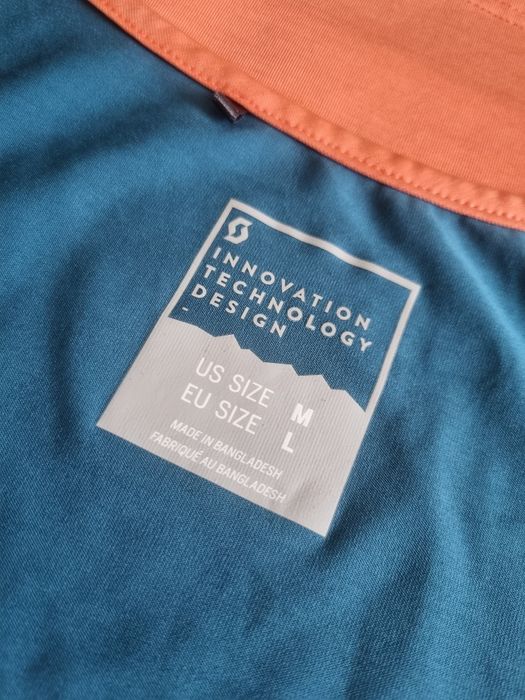 INNOVATION
TECHNOLOGY
DESIGN
-
US SIZE M
EU SIZE L
MADE IN BANGLADESH
FABRIQUÉ AU BANGLADESH